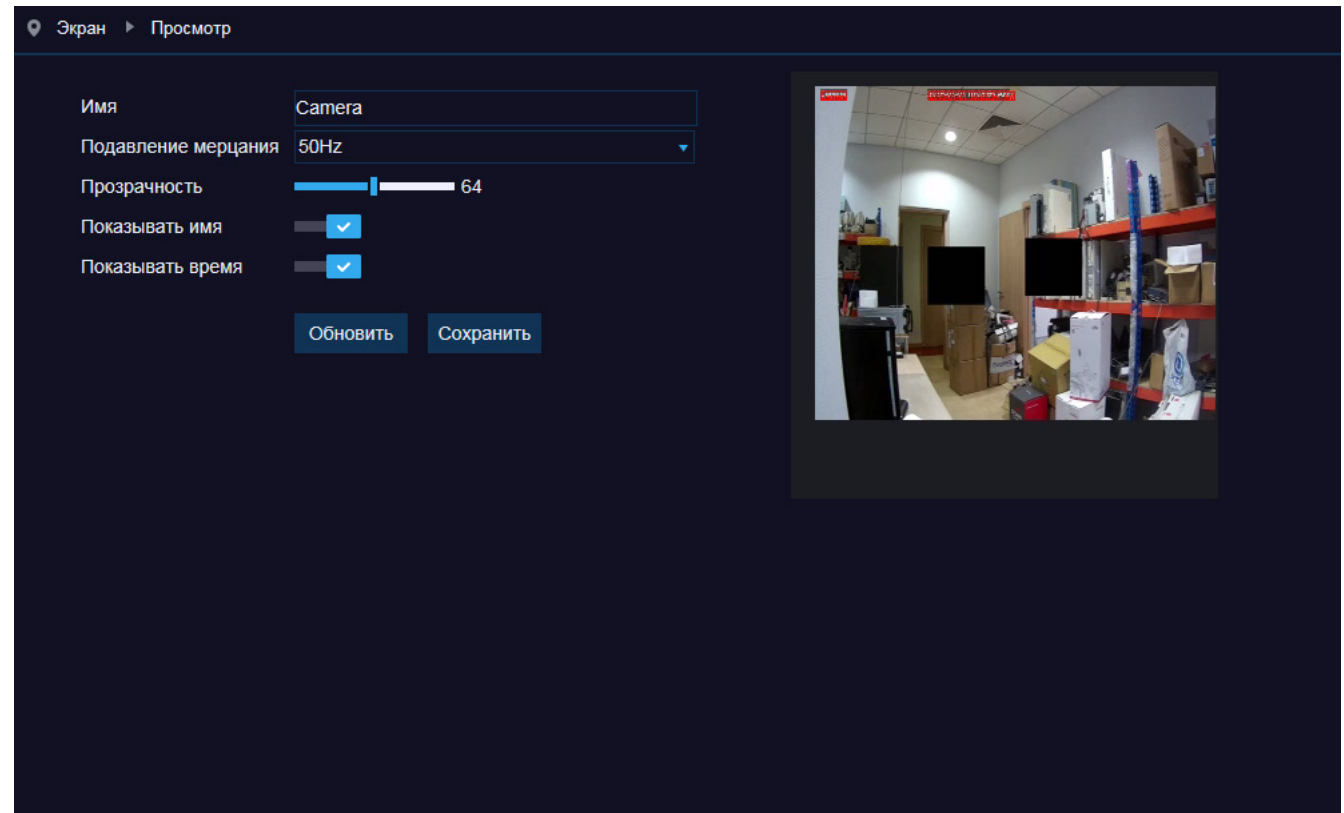 Экран Просмотр
Имя Camera
Подавление мерцания 50Hz
Прозрачность 64
Показывать имя
Показывать время
Обновить Сохранить